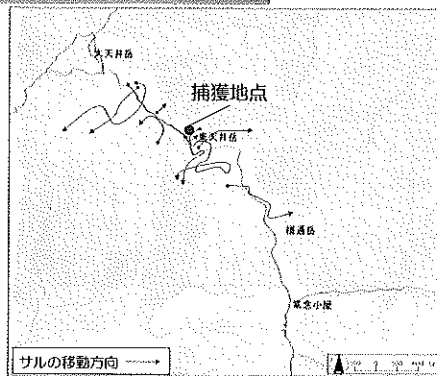 大天井岳
捕獲地点
東天井岳
横通岳
常念小屋
サルの移動方向